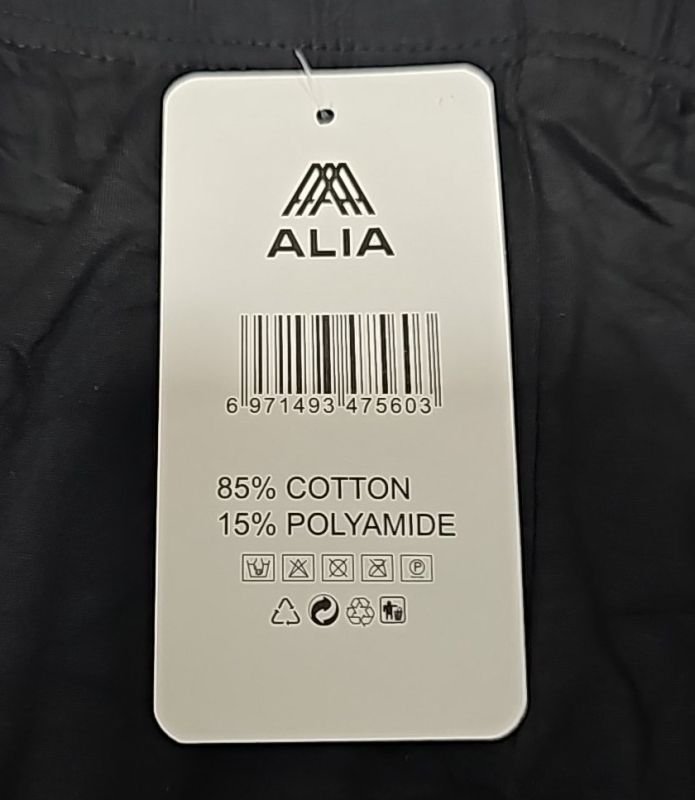 ALIA
6 971493 475603
85% COTTON
15% POLYAMIDE
P